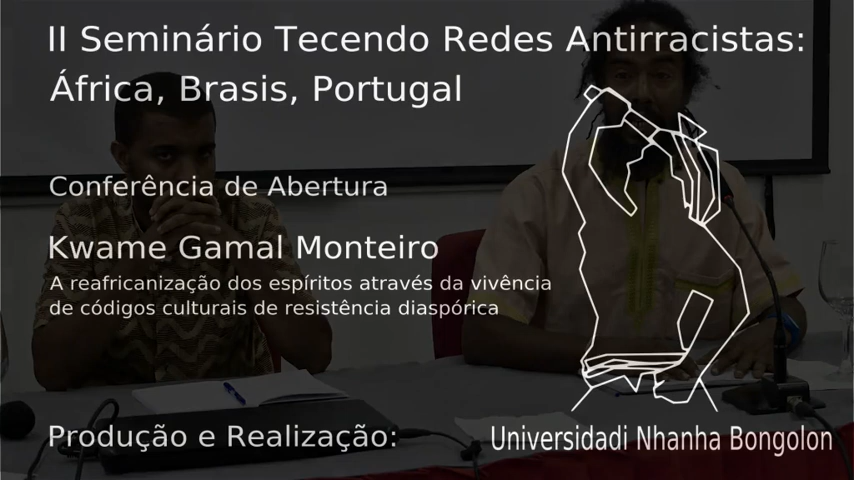 II Seminário Tecendo Redes Antirracistas:
África, Brasis, Portugal
Conferência de Abertura
Kwame Gamal Monteiro
A reafricanização dos espíritos através da vivência
de códigos culturais de resistência diaspórica
Produção e Realização:
Universidadi Nhanha Bongolon